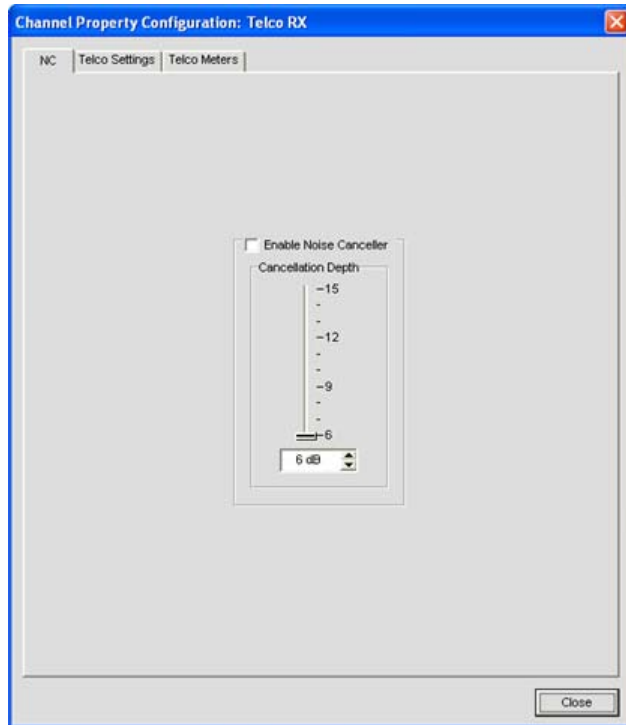 Channel Property Configuration: Telco RX
NC Telco Settings Telco Meters
Enable Noise Canceller
Cancellation Depth
15
12
9
6
6 dB
Close